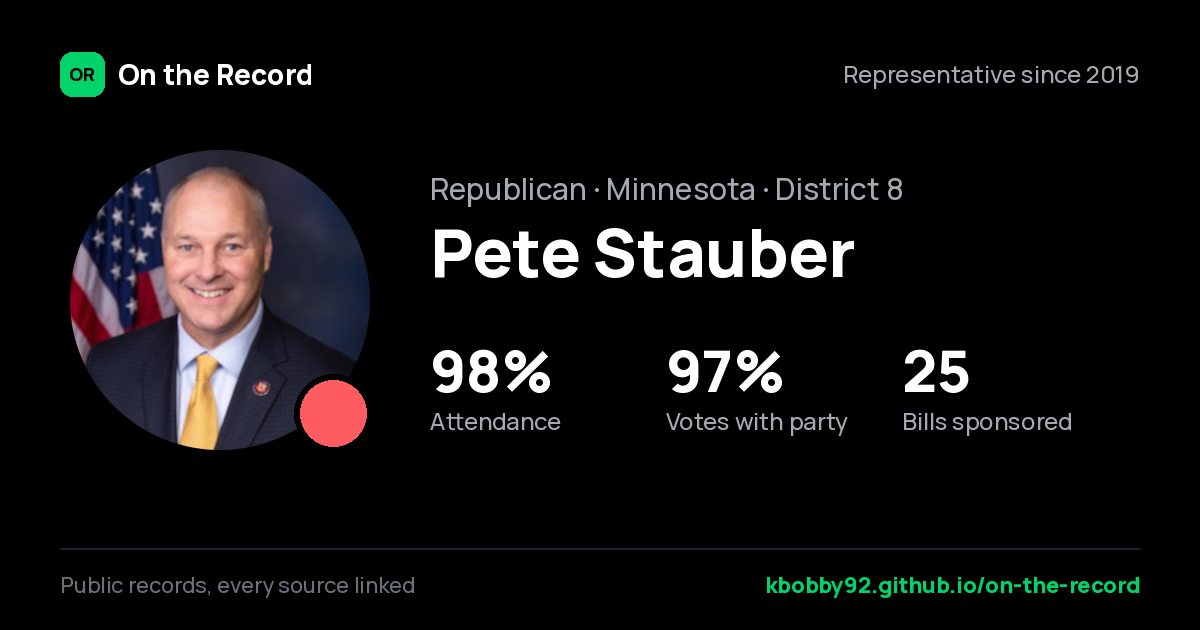 OR On the Record
Representative since 2019
Republican · Minnesota · District 8
Pete Stauber
98% 97% 25
Attendance Votes with party Bills sponsored
Public records, every source linked
kbobby92.github.io/on-the-record